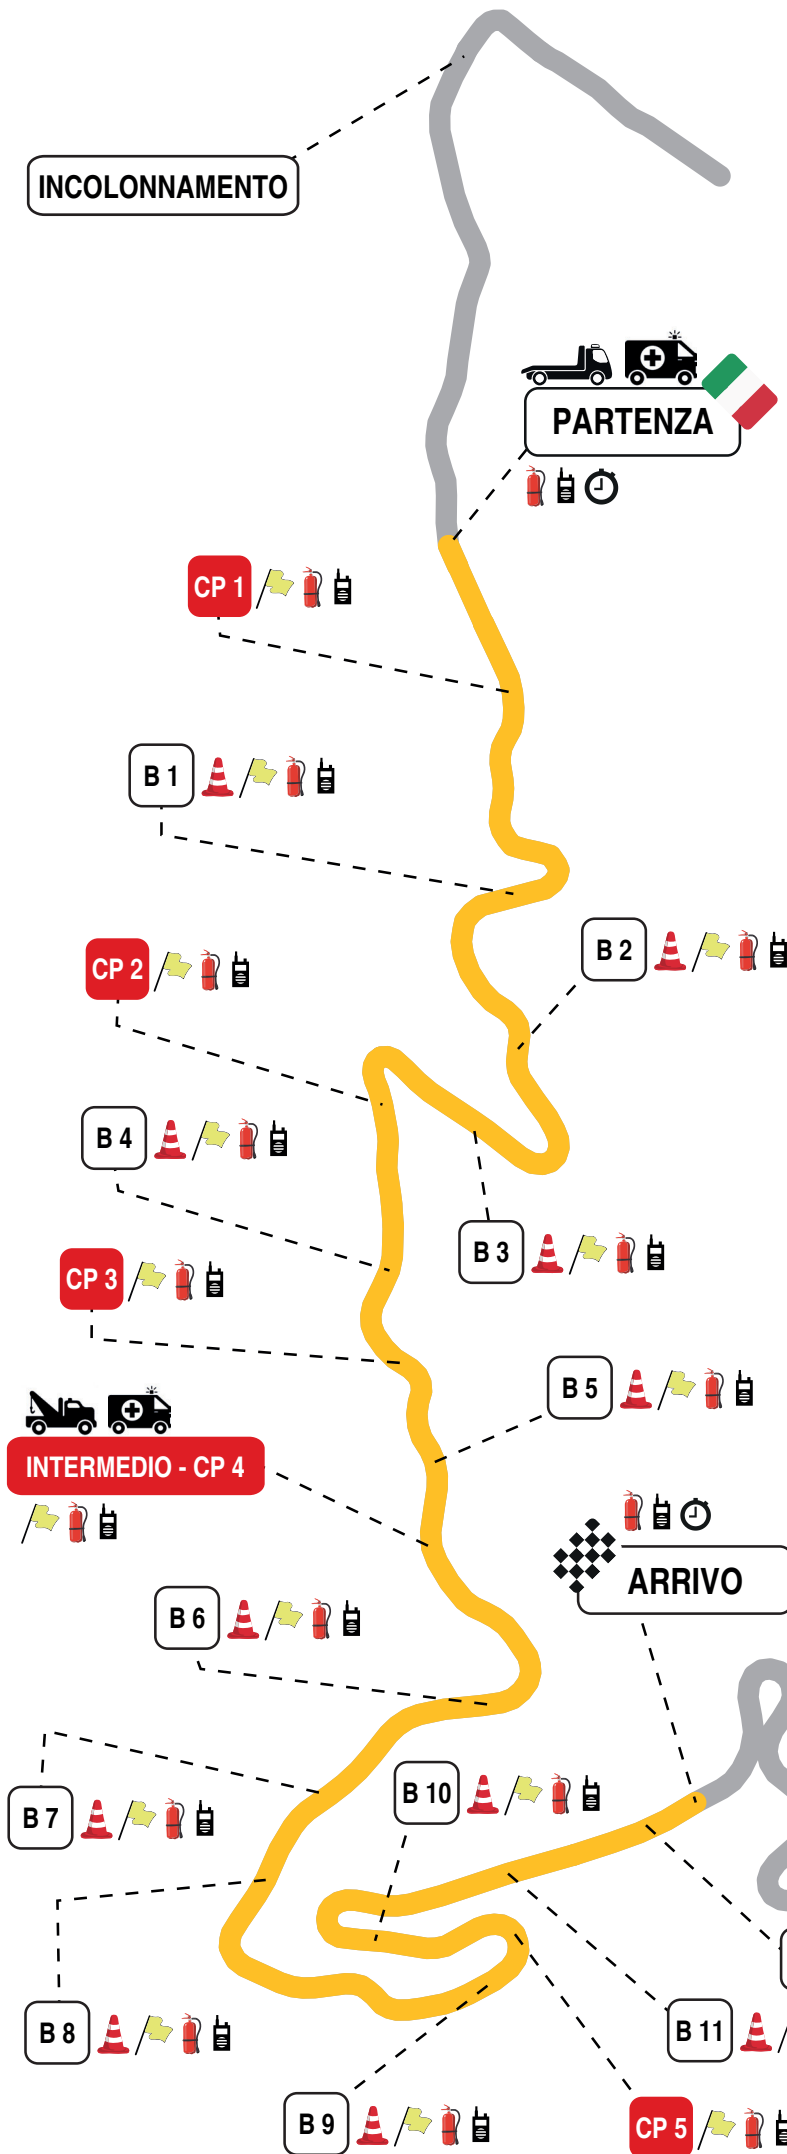 INCOLONNAMENTO
PARTENZA
CP 1
B 1
B 2
CP 2
B 4
B 3
CP 3
B 5
INTERMEDIO - CP 4
ARRIVO
B 6
B 10
B 7
B 8
B 11
B 9
CP 5